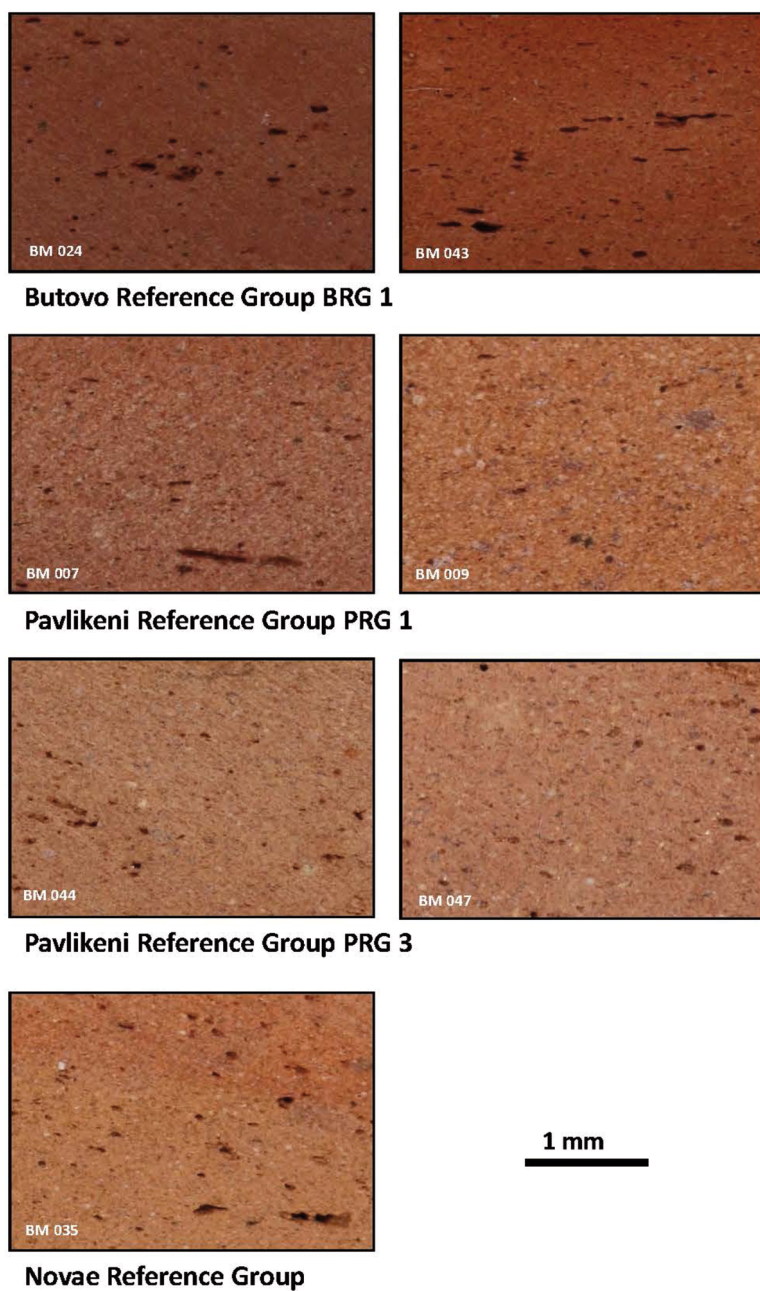 BM 024
BM 043
Butovo Reference Group BRG 1
BM 007
BM 009
Pavlikeni Reference Group PRG 1
BM 044
BM 047
Pavlikeni Reference Group PRG 3
BM 035
1 mm
Novae Reference Group